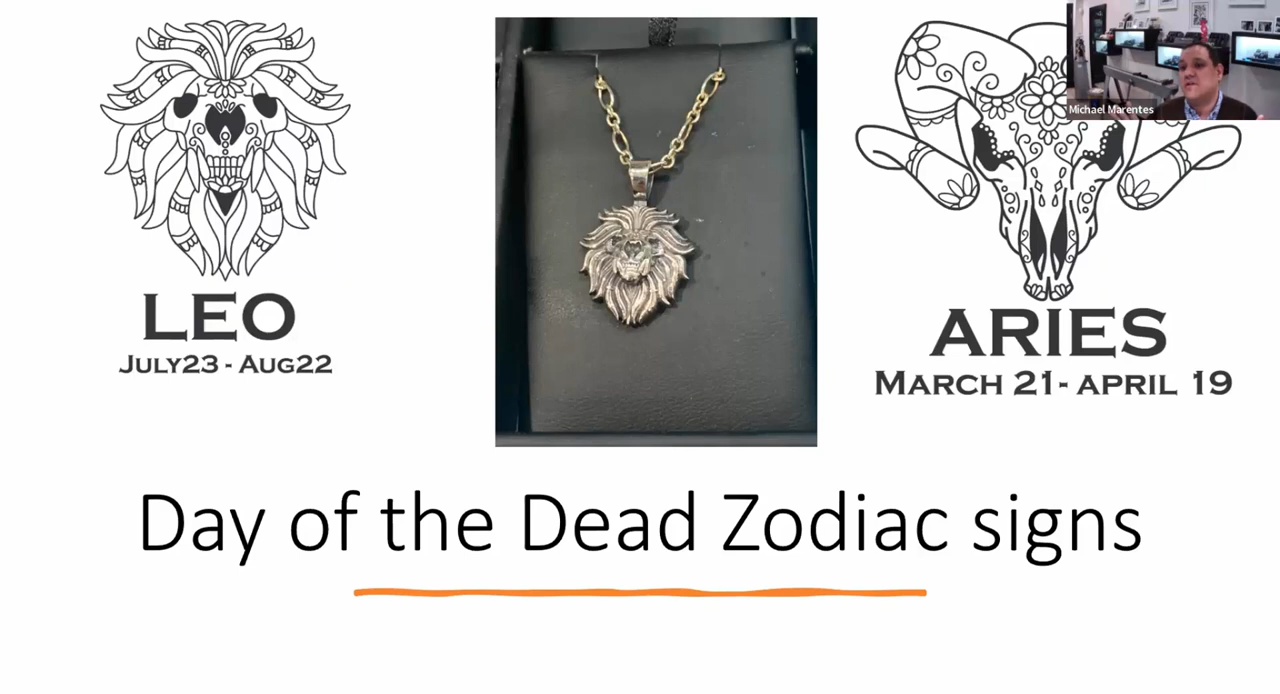 LEO
JULY23 - AUG22
Michael Marentes
ARIES
MARCH 21- APRIL 19
Day of the Dead Zodiac signs